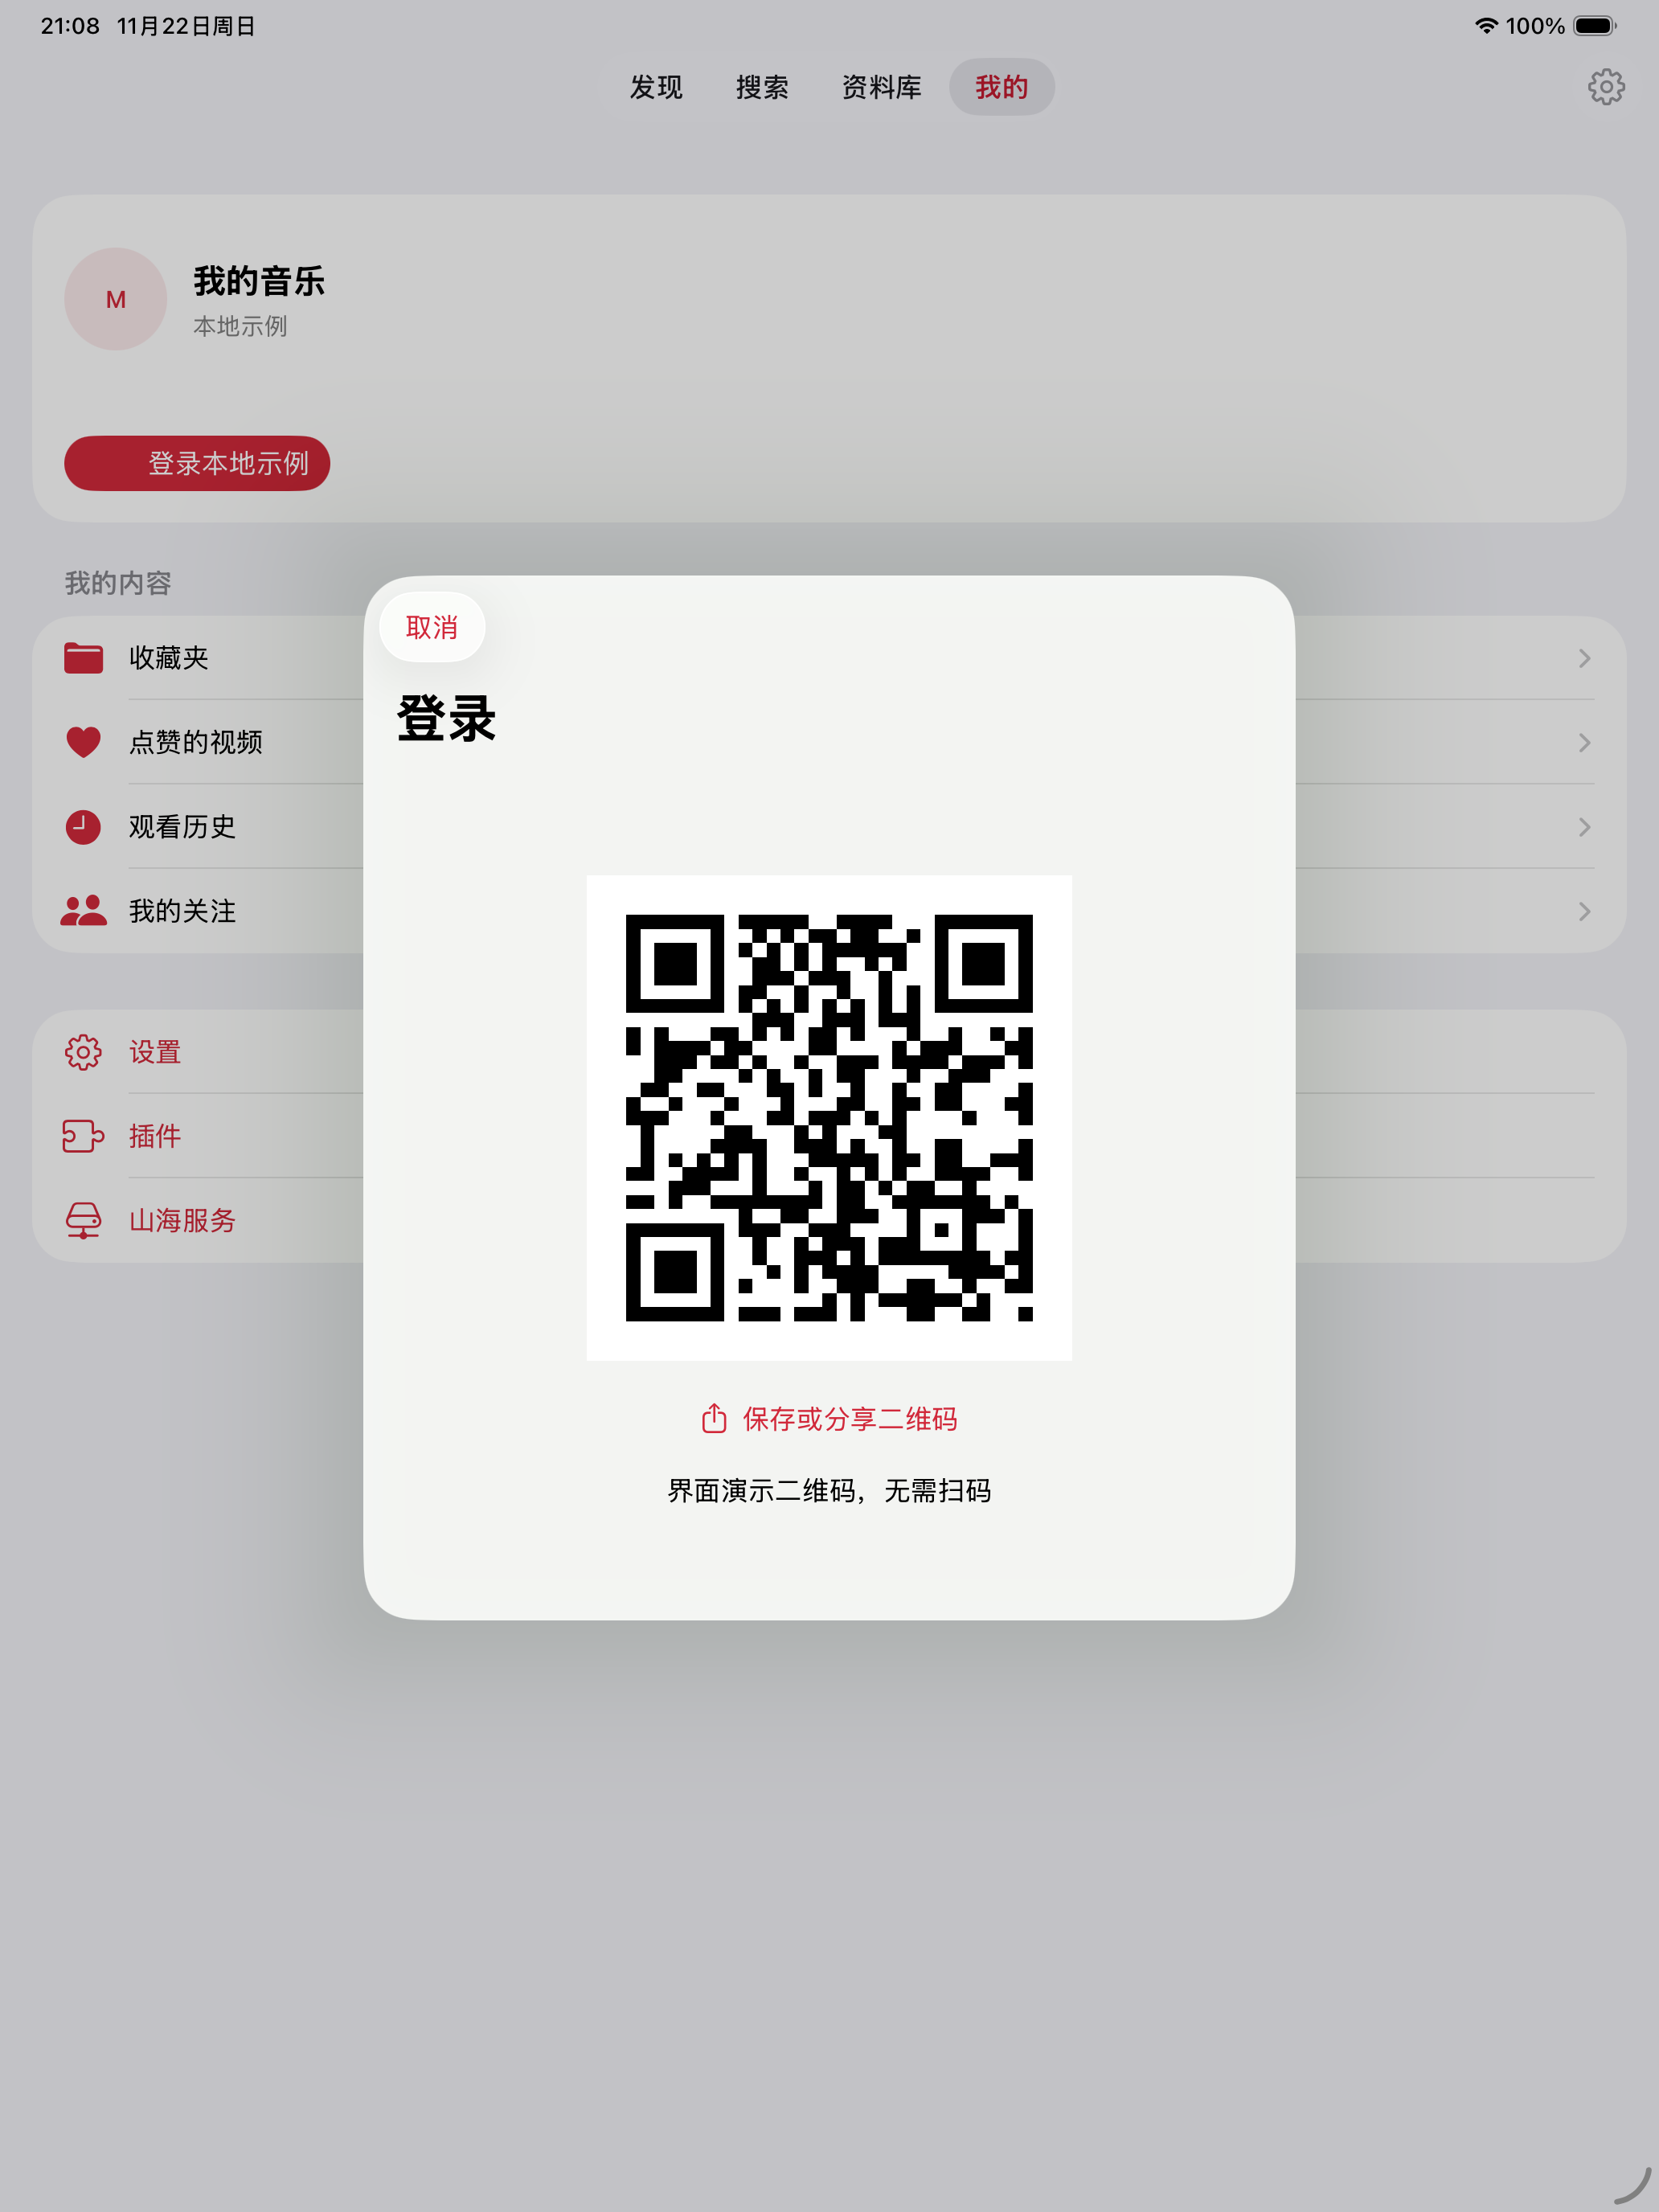 21:08 11月22日周日
100%
发现 搜索 资料库 我的
M
我的音乐
本地示例
登录本地示例
我的内容
收藏夹
点赞的视频
观看历史
我的关注
设置
插件
山海服务
取消
登录
保存或分享二维码
界面演示二维码，无需扫码